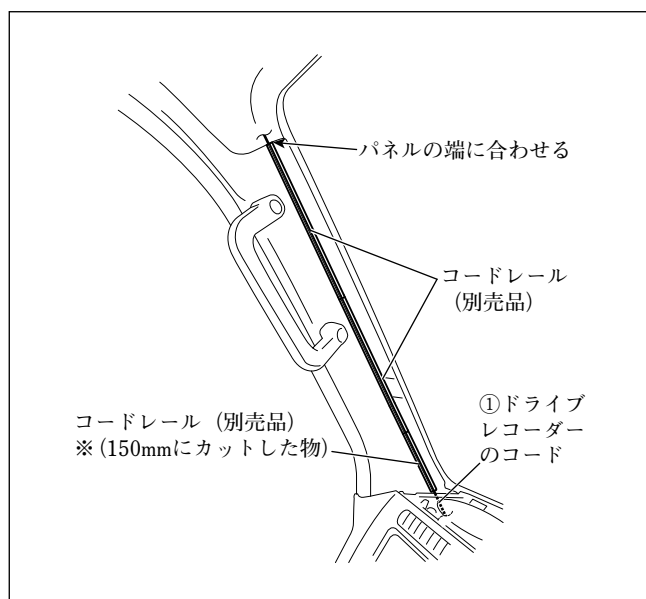 パネルの端に合わせる
コードレール
(別売品)
コードレール (別売品)
※(150mmにカットした物)
①ドライブ
レコーダー
のコード